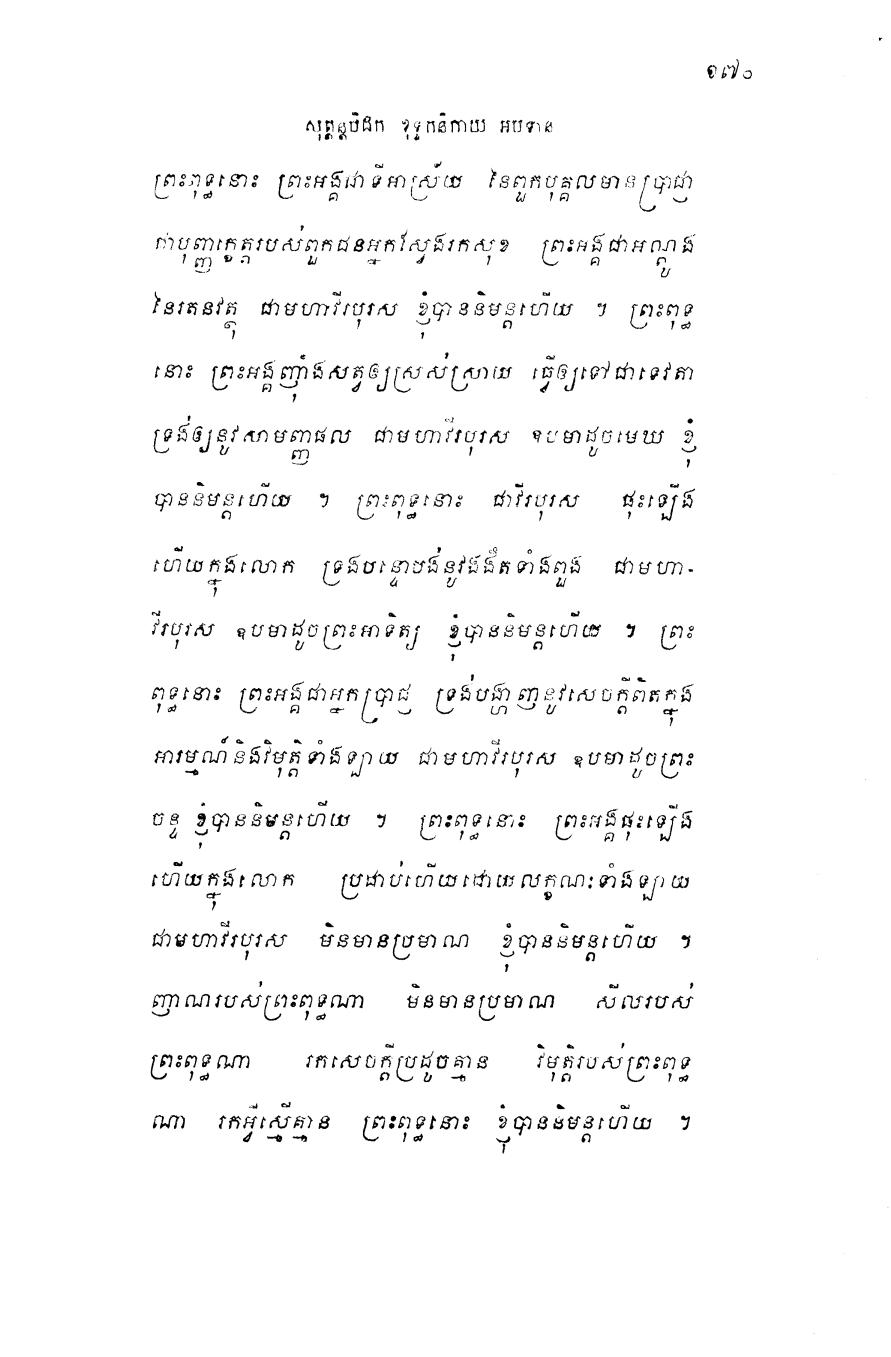 ១៧០
សុត្តន្តបិដក ខុទ្ទកនិកាយ អបទាន
ព្រះពុទ្ធនោះ ព្រះអង្គជាទីអាស្រ័យ នៃពួកបុគ្គលមានប្រាជ្ញា
ជាបុញ្ញក្ខេត្តរបស់ពួកជនអ្នកស្វែងរកសុខ ព្រះអង្គជាអណ្តូង
នៃរតនវត្ថុ ជាមហាវីរបុរស ខ្ញុំបាននិមន្តហើយ ។ ព្រះពុទ្ធ
នោះ ព្រះអង្គញ៉ាំងសត្វឲ្យស្រស់ស្រាយ ធ្វើឲ្យទៅជាទេវតា
ទ្រង់ឲ្យនូវសាមញ្ញផល ជាមហាវីរបុរស ឧបមាដូចមេឃ ខ្ញុំ
បាននិមន្តហើយ ។ ព្រះពុទ្ធនោះ ជាវីរបុរស ផុះឡើង
ហើយក្នុងលោក ទ្រង់បន្ទោបង់នូវងងឹតទាំងពួង ជាមហា-
វីរបុរស ឧបមាដូចព្រះអាទិត្យ ខ្ញុំបាននិមន្តហើយ ។ ព្រះ
ពុទ្ធនោះ ព្រះអង្គជាអ្នកប្រាជ្ញ ទ្រង់បង្ហាញនូវសេចក្តីពិតក្នុង
អារម្មណ៍និងវិមុត្តិទាំងឡាយ ជាមហាវីរបុរស ឧបមាដូចព្រះ
ចន្ទ ខ្ញុំបាននិមន្តហើយ ។ ព្រះពុទ្ធនោះ ព្រះអង្គផុះឡើង
ហើយក្នុងលោក ប្រដាប់ហើយដោយលក្ខណៈទាំងឡាយ
ជាមហាវីរបុរស មិនមានប្រមាណ ខ្ញុំបាននិមន្តហើយ ។
ញាណរបស់ព្រះពុទ្ធណា មិនមានប្រមាណ សីលរបស់
ព្រះពុទ្ធណា រកសេចក្តីប្រដូចគ្មាន វិមុត្តិរបស់ព្រះពុទ្ធ
ណា រកអ្វីស្មើគ្មាន ព្រះពុទ្ធនោះ ខ្ញុំបាននិមន្តហើយ ។